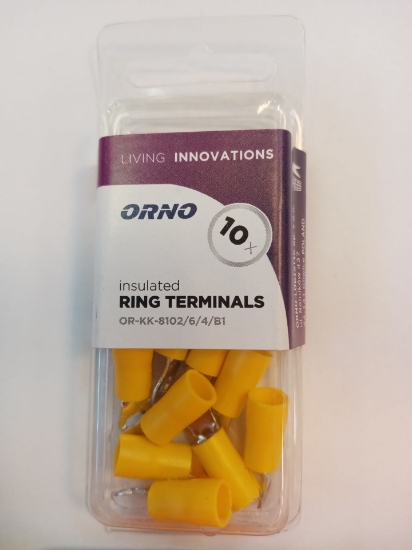 LIVING INNOVATIONS
ORNO
10x
insulated
RING TERMINALS
OR-KK-8102/6/4/B1